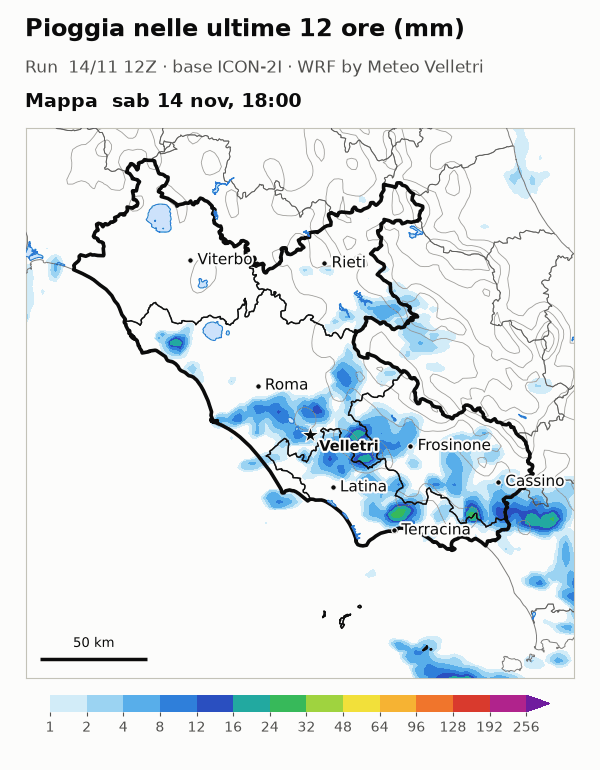 Pioggia nelle ultime 12 ore (mm)
Run  14/11 12Z · base ICON-2I · WRF by Meteo Velletri
Mappa  sab 14 nov, 18:00
Viterbo
Rieti
Roma
Velletri
Frosinone
Latina
Cassino
Terracina
50 km
1 2 4 8 12 16 24 32 48 64 96 128 192 256